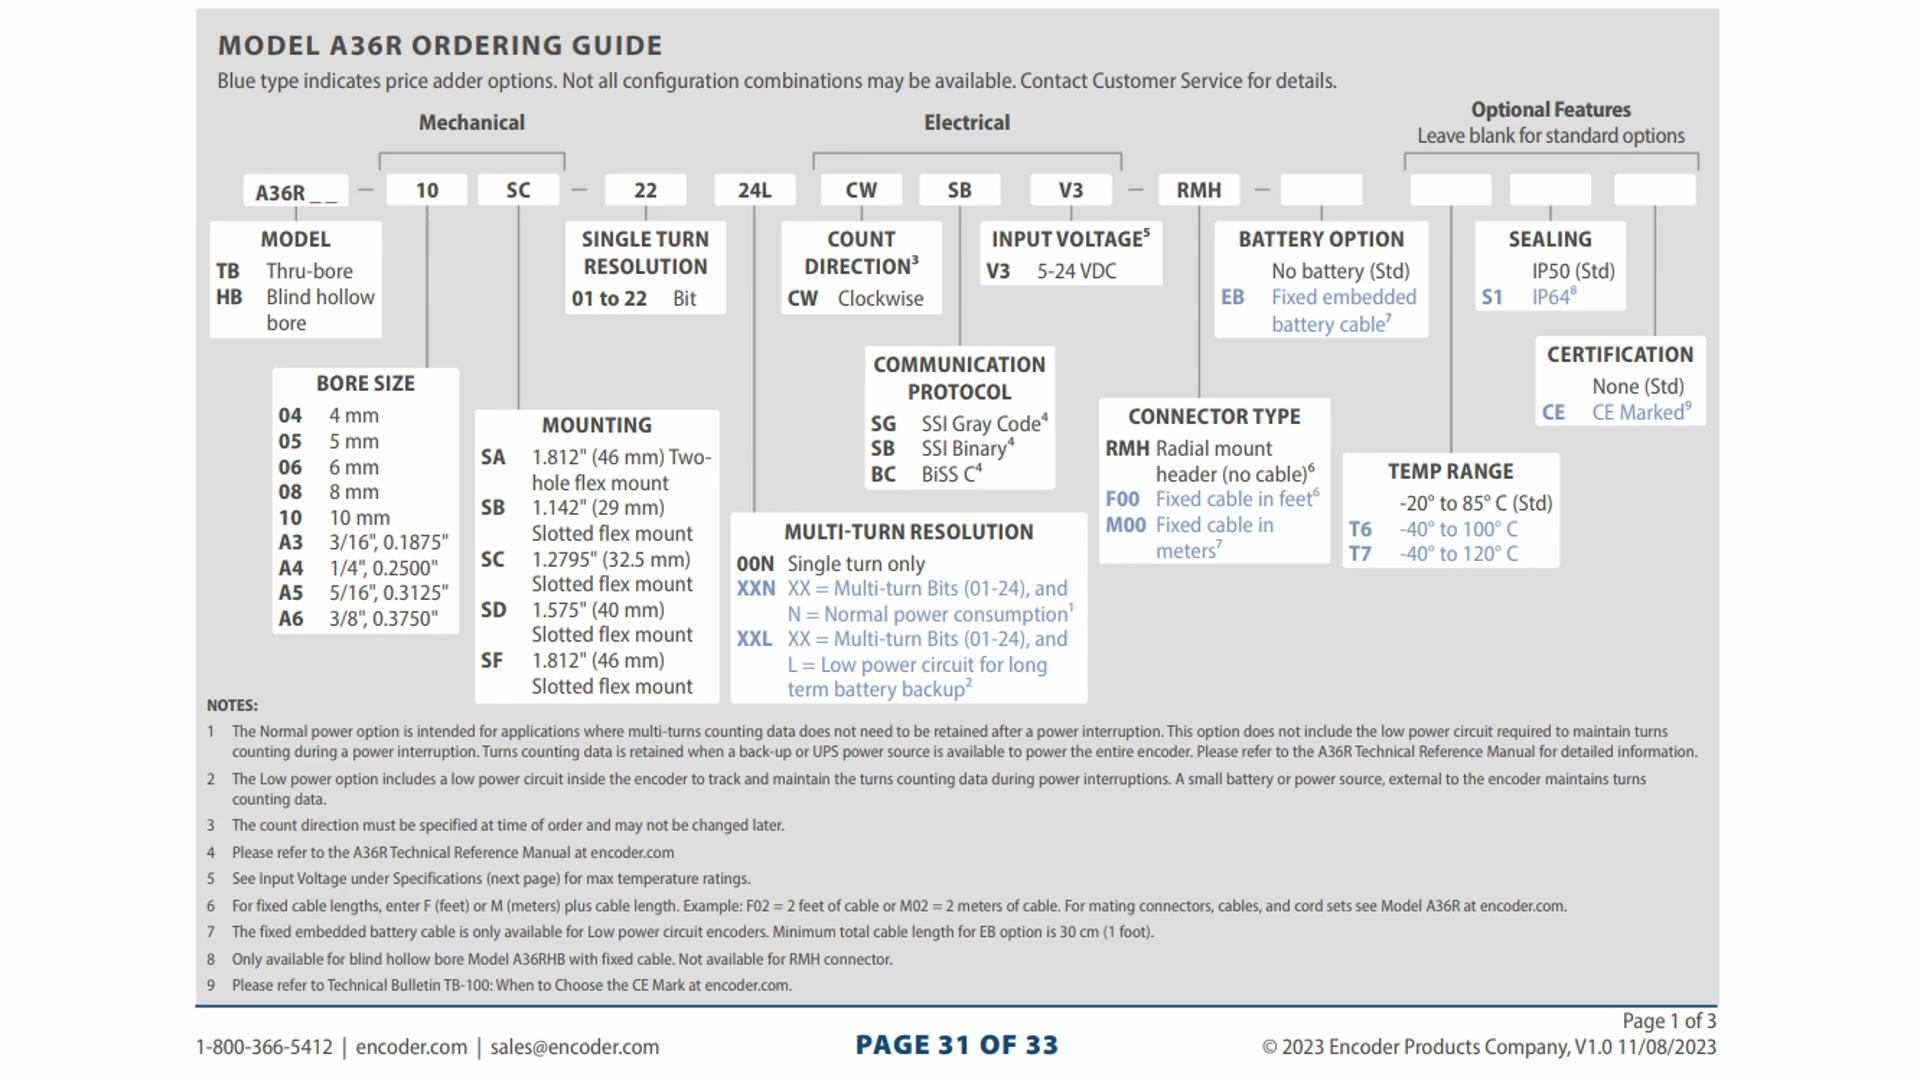 MODEL A36R ORDERING GUIDE
Blue type indicates price adder options. Not all configuration combinations may be available. Contact Customer Service for details.
Mechanical
Electrical
Optional Features
Leave blank for standard options
A36R _ _ — 10 SC — 22 24L CW SB V3 — RMH —
MODEL
TB Thru-bore
HB Blind hollow
bore
SINGLE TURN
RESOLUTION
01 to 22 Bit
COUNT
DIRECTION³
CW Clockwise
INPUT VOLTAGE⁵
V3 5-24 VDC
BATTERY OPTION
No battery (Std)
EB Fixed embedded
battery cable⁷
SEALING
IP50 (Std)
S1 IP64⁸
CERTIFICATION
None (Std)
CE CE Marked⁹
BORE SIZE
04 4 mm
05 5 mm
06 6 mm
08 8 mm
10 10 mm
A3 3/16", 0.1875"
A4 1/4", 0.2500"
A5 5/16", 0.3125"
A6 3/8", 0.3750"
MOUNTING
SA 1.812" (46 mm) Two-
hole flex mount
SB 1.142" (29 mm)
Slotted flex mount
SC 1.2795" (32.5 mm)
Slotted flex mount
SD 1.575" (40 mm)
Slotted flex mount
SF 1.812" (46 mm)
Slotted flex mount
COMMUNICATION
PROTOCOL
SG SSI Gray Code⁴
SB SSI Binary⁴
BC BiSS C⁴
MULTI-TURN RESOLUTION
00N Single turn only
XXN XX = Multi-turn Bits (01-24), and
N = Normal power consumption¹
XXL XX = Multi-turn Bits (01-24), and
L = Low power circuit for long
term battery backup²
CONNECTOR TYPE
RMH Radial mount
header (no cable)⁶
F00 Fixed cable in feet⁶
M00 Fixed cable in
meters⁷
TEMP RANGE
-20° to 85° C (Std)
T6 -40° to 100° C
T7 -40° to 120° C
NOTES:
1 The Normal power option is intended for applications where multi-turns counting data does not need to be retained after a power interruption. This option does not include the low power circuit required to maintain turns
counting during a power interruption. Turns counting data is retained when a back-up or UPS power source is available to power the entire encoder. Please refer to the A36R Technical Reference Manual for detailed information.
2 The Low power option includes a low power circuit inside the encoder to track and maintain the turns counting data during power interruptions. A small battery or power source, external to the encoder maintains turns
counting data.
3 The count direction must be specified at time of order and may not be changed later.
4 Please refer to the A36R Technical Reference Manual at encoder.com
5 See Input Voltage under Specifications (next page) for max temperature ratings.
6 For fixed cable lengths, enter F (feet) or M (meters) plus cable length. Example: F02 = 2 feet of cable or M02 = 2 meters of cable. For mating connectors, cables, and cord sets see Model A36R at encoder.com.
7 The fixed embedded battery cable is only available for Low power circuit encoders. Minimum total cable length for EB option is 30 cm (1 foot).
8 Only available for blind hollow bore Model A36RHB with fixed cable. Not available for RMH connector.
9 Please refer to Technical Bulletin TB-100: When to Choose the CE Mark at encoder.com.
Page 1 of 3
1-800-366-5412 | encoder.com | sales@encoder.com
PAGE 31 OF 33
© 2023 Encoder Products Company, V1.0 11/08/2023